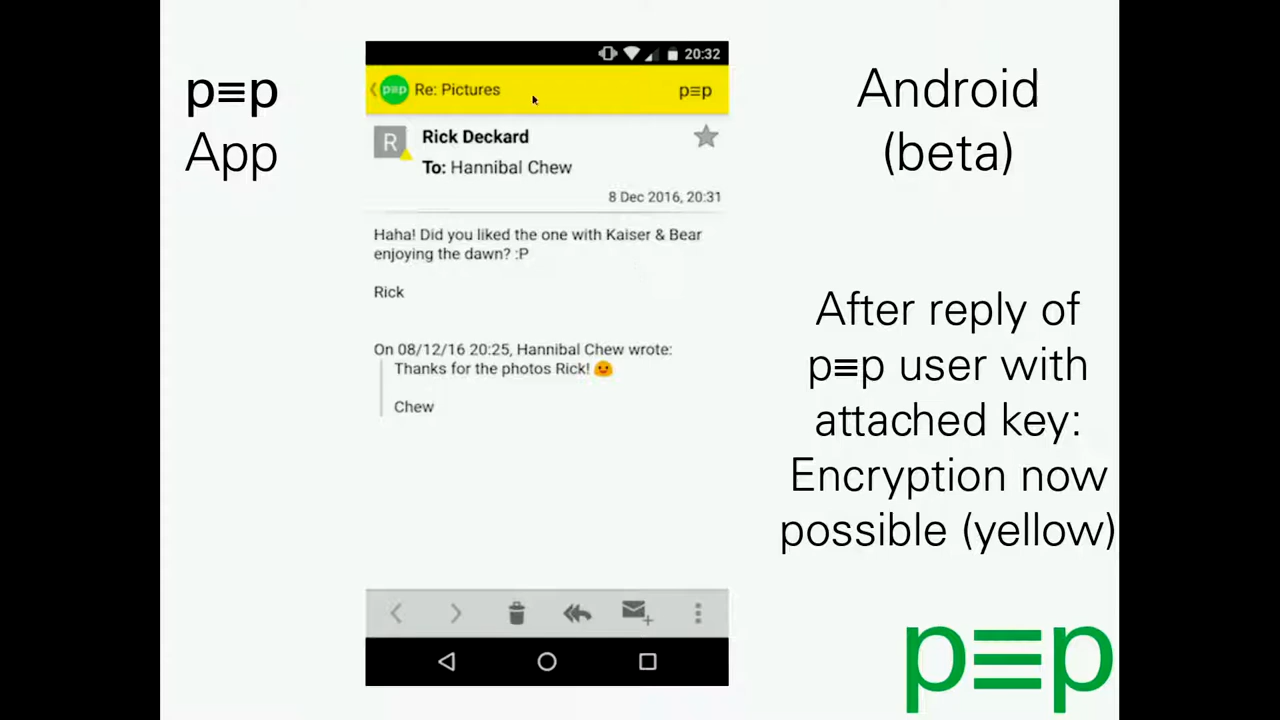 p≡p
App
20:32
p≡p Re: Pictures p≡p
R Rick Deckard
To: Hannibal Chew
8 Dec 2016, 20:31
Haha! Did you liked the one with Kaiser & Bear
enjoying the dawn? :P
Rick
On 08/12/16 20:25, Hannibal Chew wrote:
Thanks for the photos Rick! 😛
Chew
Android
(beta)
After reply of
p≡p user with
attached key:
Encryption now
possible (yellow)
p≡p